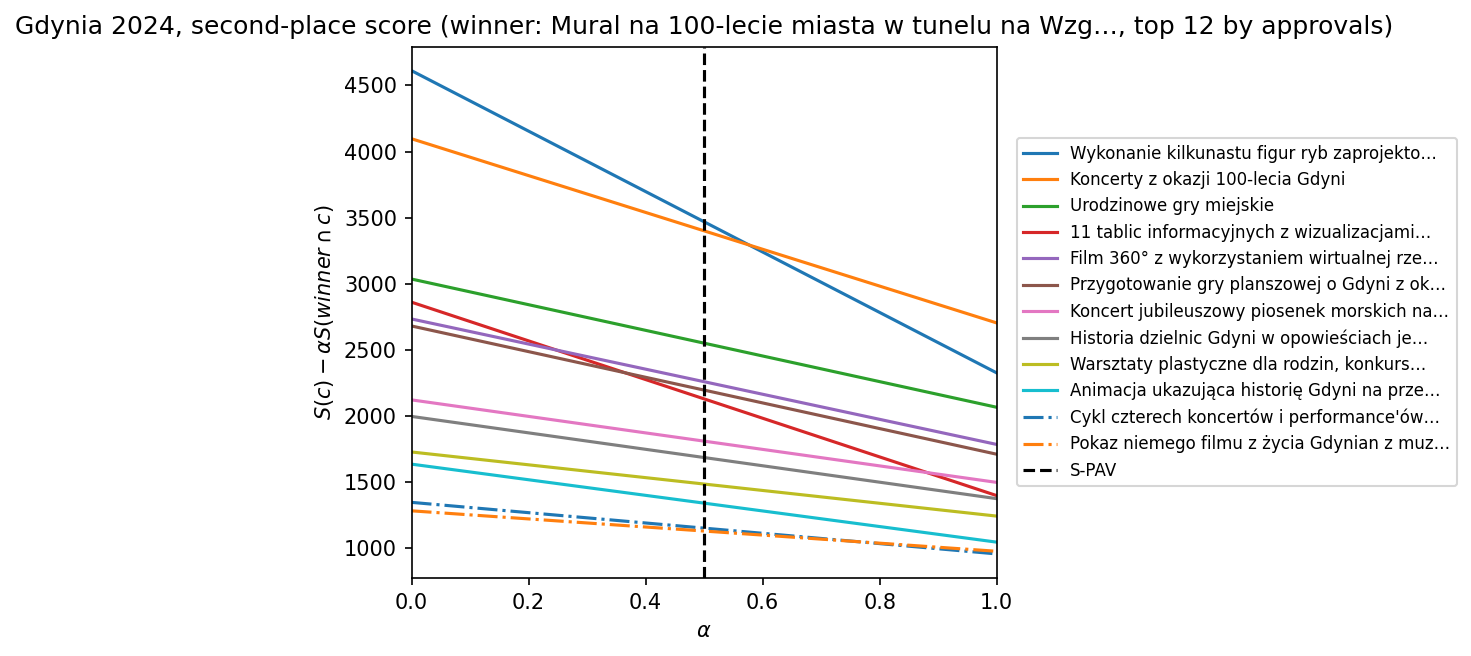 Gdynia 2024, second-place score (winner: Mural na 100-lecie miasta w tunelu na Wzg..., top 12 by approvals)
4500
4000
3500
3000
2500
2000
1500
1000
S(c) − αS(winner ∩ c)
0.0 0.2 0.4 0.6 0.8 1.0
α
Wykonanie kilkunastu figur ryb zaprojekto...
Koncerty z okazji 100-lecia Gdyni
Urodzinowe gry miejskie
11 tablic informacyjnych z wizualizacjami...
Film 360° z wykorzystaniem wirtualnej rze...
Przygotowanie gry planszowej o Gdyni z ok...
Koncert jubileuszowy piosenek morskich na...
Historia dzielnic Gdyni w opowieściach je...
Warsztaty plastyczne dla rodzin, konkurs...
Animacja ukazująca historię Gdyni na prze...
Cykl czterech koncertów i performance'ów...
Pokaz niemego filmu z życia Gdynian z muz...
S-PAV